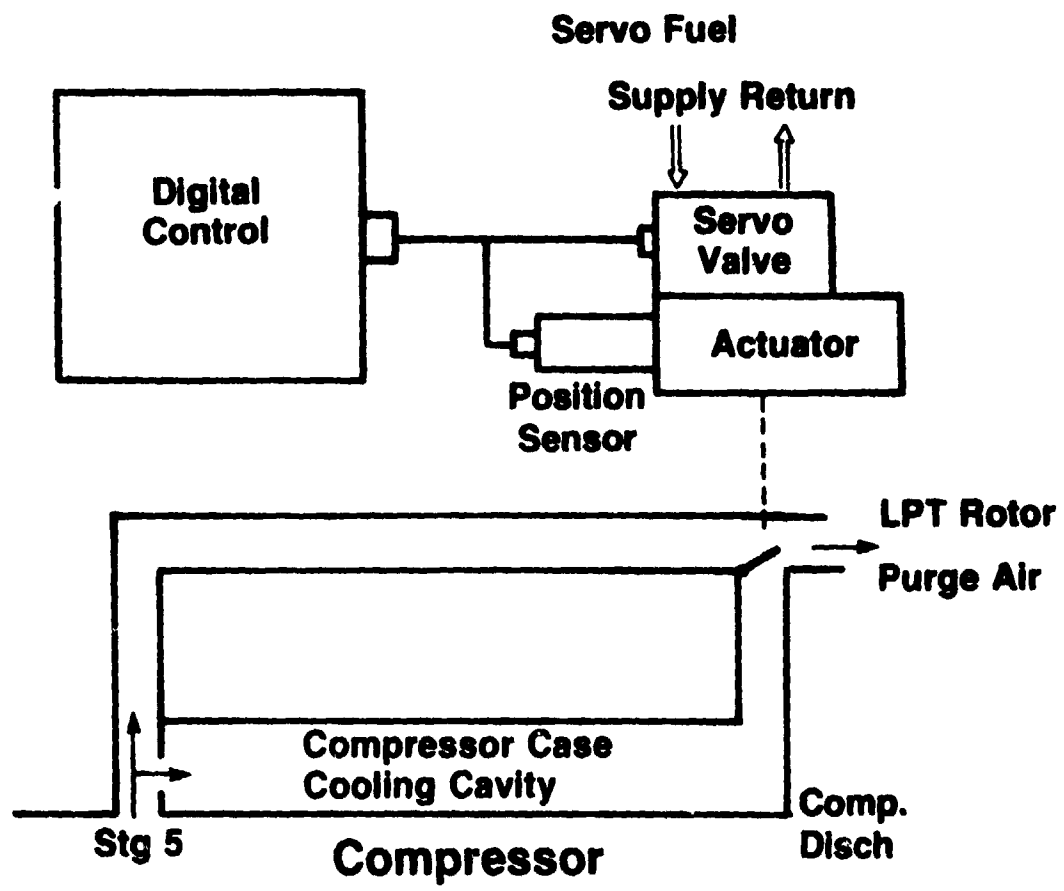 Servo Fuel
Supply Return
Digital
Control
Servo
Valve
Actuator
Position
Sensor
LPT Rotor
Purge Air
Compressor Case
Cooling Cavity
Stg 5
Compressor
Comp.
Disch